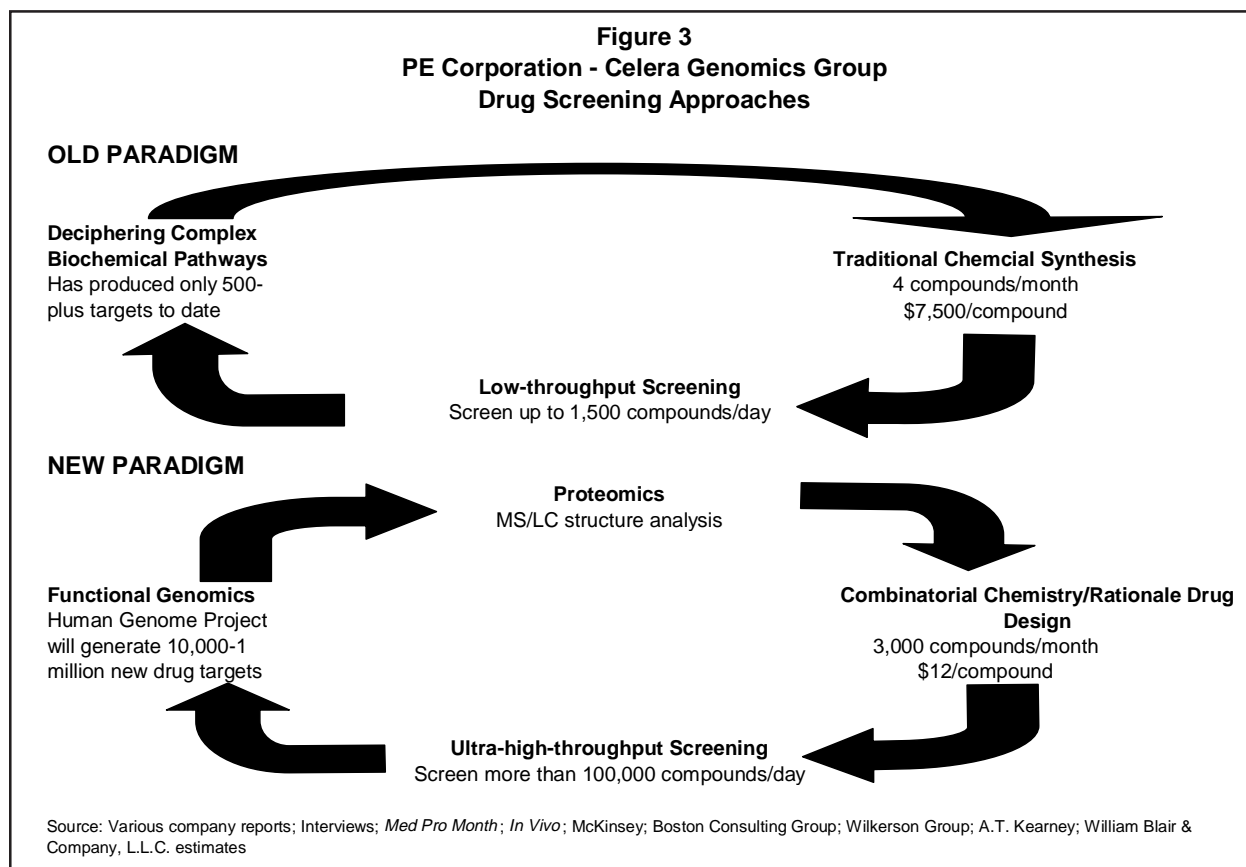 Figure 3
PE Corporation - Celera Genomics Group
Drug Screening Approaches
OLD PARADIGM
Deciphering Complex
Biochemical Pathways
Has produced only 500-
plus targets to date
Traditional Chemcial Synthesis
4 compounds/month
$7,500/compound
Low-throughput Screening
Screen up to 1,500 compounds/day
NEW PARADIGM
Proteomics
MS/LC structure analysis
Functional Genomics
Human Genome Project
will generate 10,000-1
million new drug targets
Combinatorial Chemistry/Rationale Drug
Design
3,000 compounds/month
$12/compound
Ultra-high-throughput Screening
Screen more than 100,000 compounds/day
Source: Various company reports; Interviews; Med Pro Month; In Vivo; McKinsey; Boston Consulting Group; Wilkerson Group; A.T. Kearney; William Blair &
Company, L.L.C. estimates